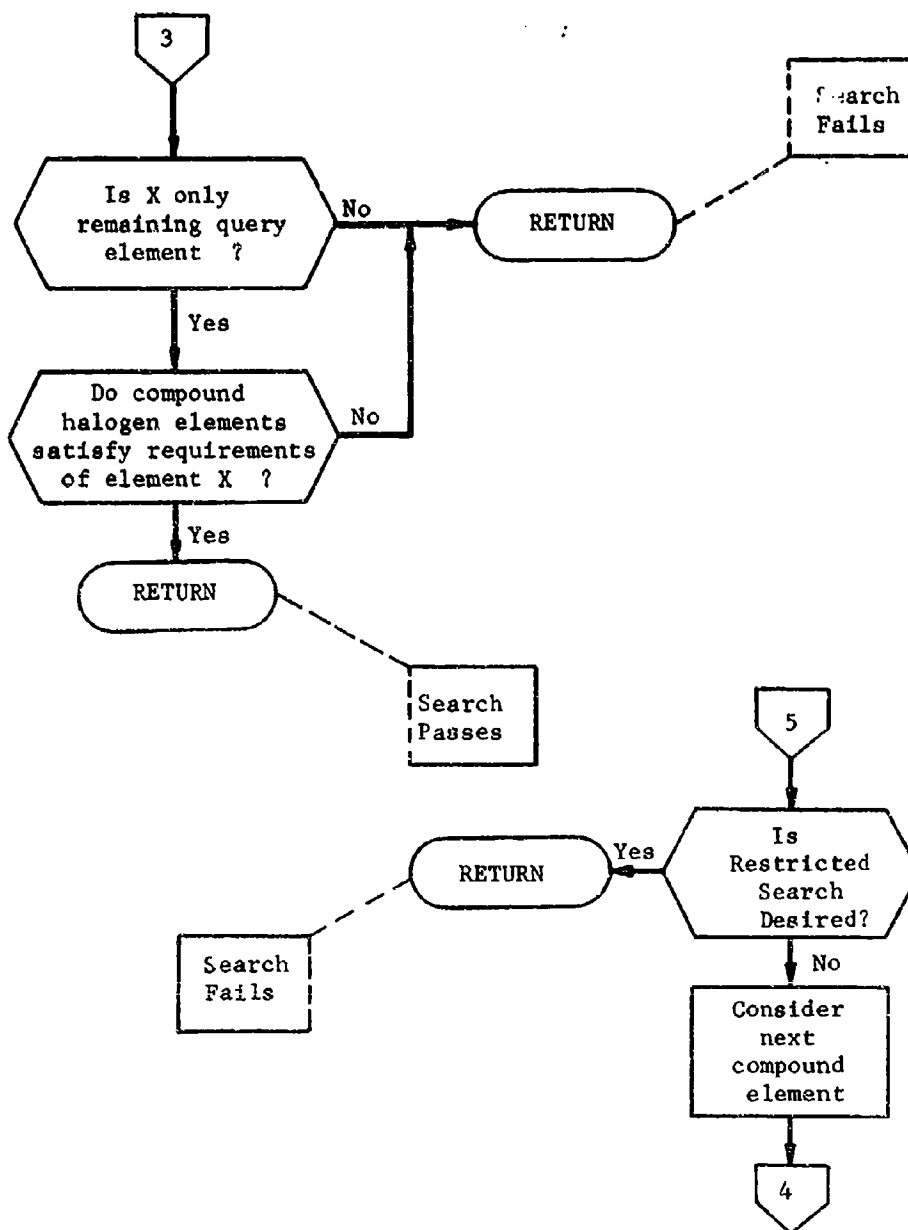 3
Search
Fails
Is X only
remaining query
element ?
No
RETURN
Yes
Do compound
halogen elements
satisfy requirements
of element X ?
No
Yes
RETURN
Search
Passes
5
Is
Restricted
Search
Desired?
Yes
RETURN
Search
Fails
No
Consider
next
compound
element
4